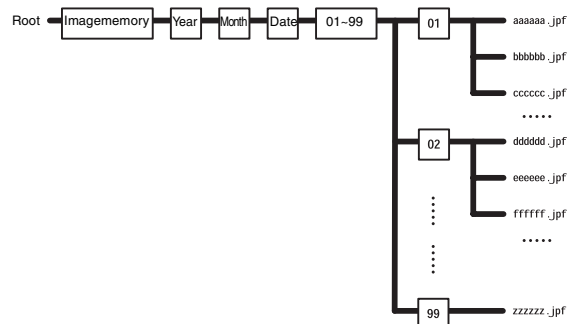 Root Imagememory Year Month Date 01~99 01 aaaaaa.jpf
bbbbbb.jpf
cccccc.jpf
.....
02 dddddd.jpf
eeeeee.jpf
ffffff.jpf
.....
99 zzzzzz.jpf